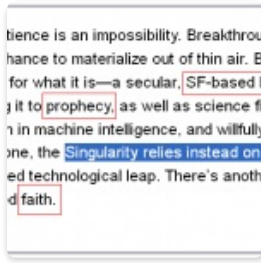 tience is an impossibility. Breakthrou
hance to materialize out of thin air. B
for what it is—a secular, SF-based
g it to prophecy, as well as science fi
n in machine intelligence, and willfully
one, the Singularity relies instead on
ed technological leap. There's anoth
d faith.